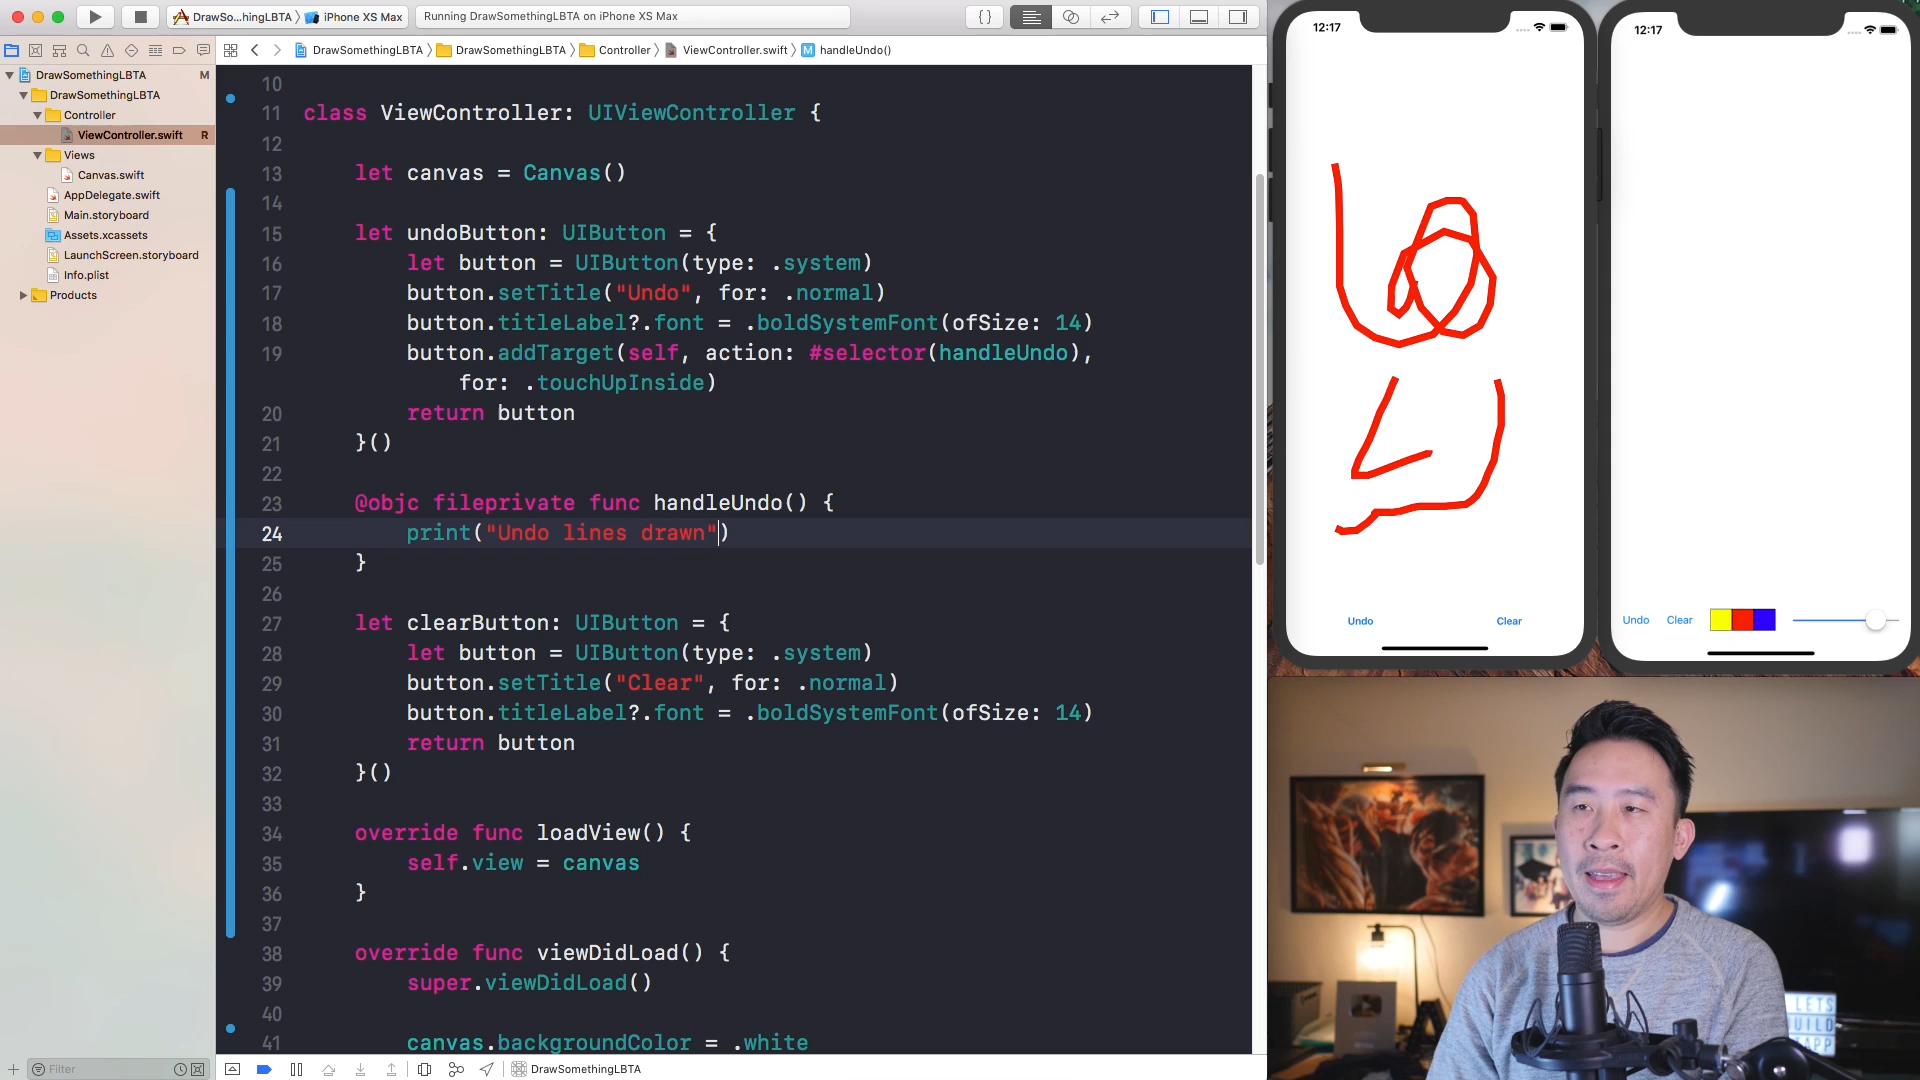 DrawSo...hingLBTA 〉 iPhone XS Max
Running DrawSomethingLBTA on iPhone XS Max
{ }
DrawSomethingLBTA 〉 DrawSomethingLBTA 〉 Controller 〉 ViewController.swift 〉 M handleUndo()
DrawSomethingLBTA M
DrawSomethingLBTA
Controller
ViewController.swift R
Views
Canvas.swift
AppDelegate.swift
Main.storyboard
Assets.xcassets
LaunchScreen.storyboard
Info.plist
Products
Filter
10
11 class ViewController: UIViewController {
12
13 let canvas = Canvas()
14
15 let undoButton: UIButton = {
16 let button = UIButton(type: .system)
17 button.setTitle("Undo", for: .normal)
18 button.titleLabel?.font = .boldSystemFont(ofSize: 14)
19 button.addTarget(self, action: #selector(handleUndo),
for: .touchUpInside)
20 return button
21 }()
22
23 @objc fileprivate func handleUndo() {
24 print("Undo lines drawn")
25 }
26
27 let clearButton: UIButton = {
28 let button = UIButton(type: .system)
29 button.setTitle("Clear", for: .normal)
30 button.titleLabel?.font = .boldSystemFont(ofSize: 14)
31 return button
32 }()
33
34 override func loadView() {
35 self.view = canvas
36 }
37
38 override func viewDidLoad() {
39 super.viewDidLoad()
40
41 canvas.backgroundColor = .white
DrawSomethingLBTA
12:17
Undo Clear
12:17
Undo Clear
LETS
BUILD
TAPP